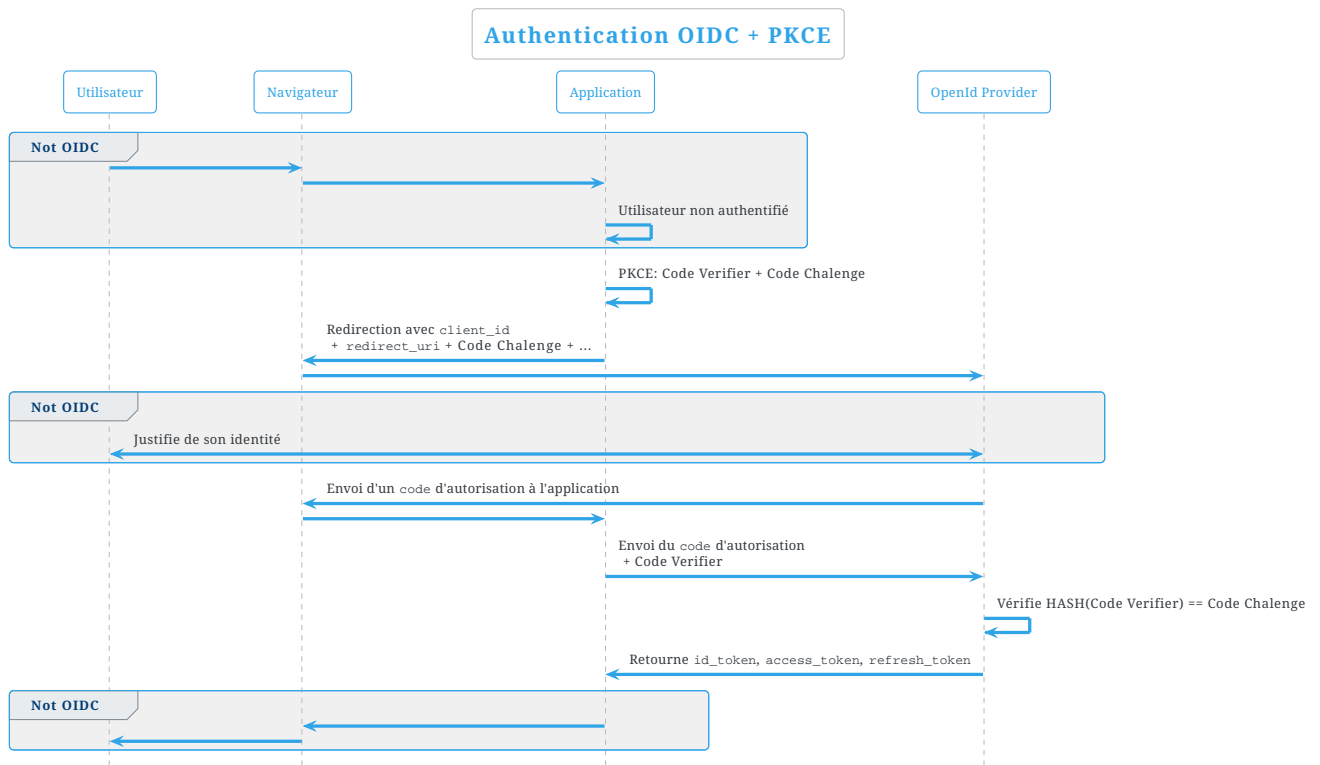 Authentication OIDC + PKCE
Utilisateur
Navigateur
Application
OpenId Provider
Not OIDC
Utilisateur non authentifié
PKCE: Code Verifier + Code Chalenge
Redirection avec client_id
+ redirect_uri + Code Chalenge + ...
Not OIDC
Justifie de son identité
Envoi d'un code d'autorisation à l'application
Envoi du code d'autorisation
+ Code Verifier
Vérifie HASH(Code Verifier) == Code Chalenge
Retourne id_token, access_token, refresh_token
Not OIDC